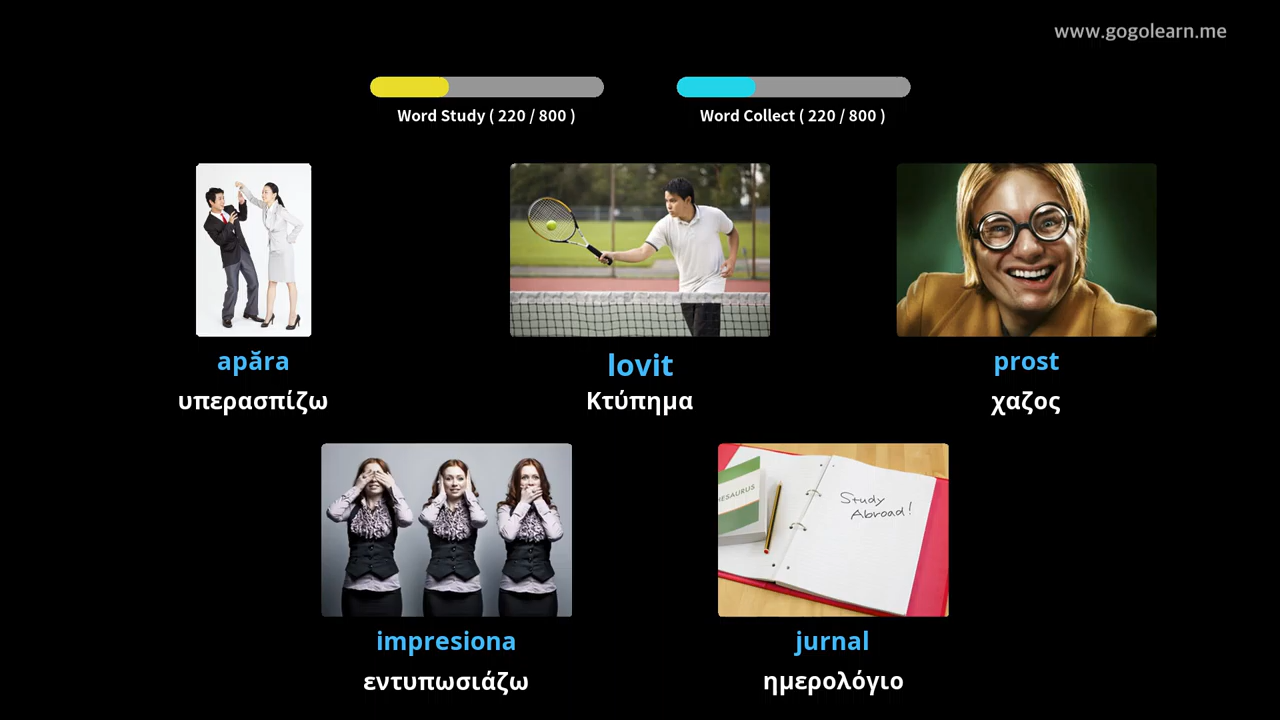 www.gogolearn.me
Word Study ( 220 / 800 )
Word Collect ( 220 / 800 )
apăra
lovit
prost
υπερασπίζω
Κτύπημα
χαζος
HESAURUS
Study
Abroad!
impresiona
jurnal
εντυπωσιάζω
ημερολόγιο